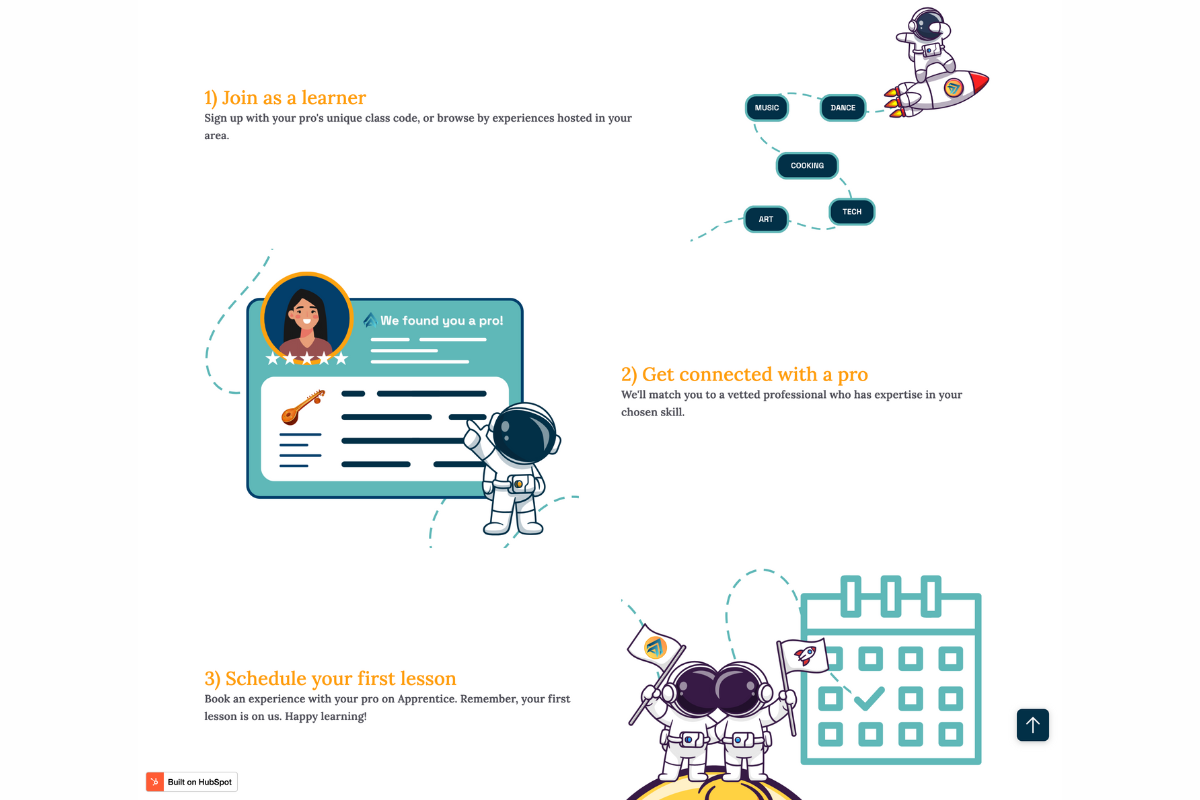 1) Join as a learner
Sign up with your pro's unique class code, or browse by experiences hosted in your
area.
MUSIC
DANCE
COOKING
TECH
ART
We found you a pro!
2) Get connected with a pro
We'll match you to a vetted professional who has expertise in your
chosen skill.
3) Schedule your first lesson
Book an experience with your pro on Apprentice. Remember, your first
lesson is on us. Happy learning!
Built on HubSpot